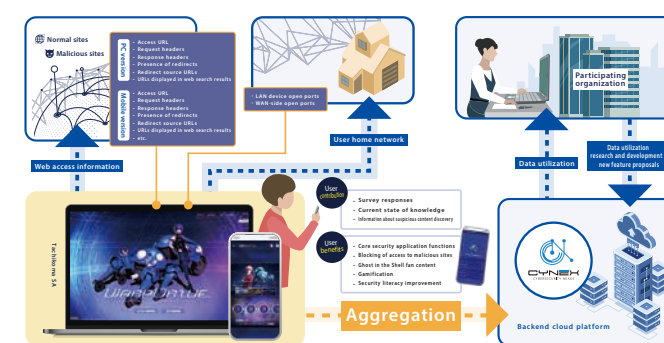 Normal sites
Malicious sites
PC version
- Access URL
- Request headers
- Response headers
- Presence of redirects
- Redirect source URLs
- URLs displayed in web search results
Mobile version
- Access URL
- Request headers
- Response headers
- Presence of redirects
- Redirect source URLs
- URLs displayed in web search results
- etc.
- LAN device open ports
- WAN-side open ports
Participating
organization
Web access information
User home network
Data utilization
Data utilization
research and development
new feature proposals
Tachikoma SA
User
contribution
- Survey responses
- Current state of knowledge
- Information about suspicious content discovery
User
benefits
- Core security application functions
- Blocking of access to malicious sites
- Ghost in the Shell fan content
- Gamification
- Security literacy improvement
WARPDRIVE
Aggregation
CYNEX
CYBERSECURITY NEXUS
Backend cloud platform